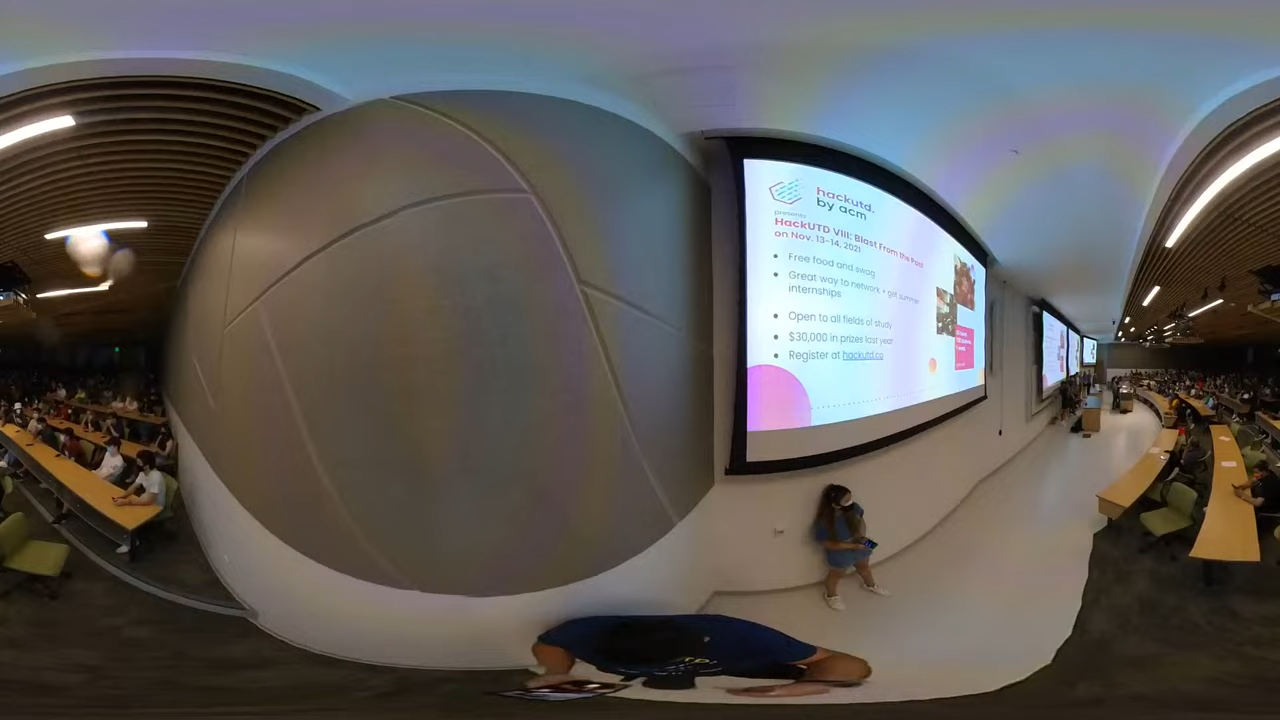 hackutd.
by acm
presents
HackUTD VIII: Blast From the Past
on Nov. 13-14, 2021
• Free food and swag
• Great way to network + get summer
internships
• Open to all fields of study
• $30,000 in prizes last year
• Register at hackutd.co